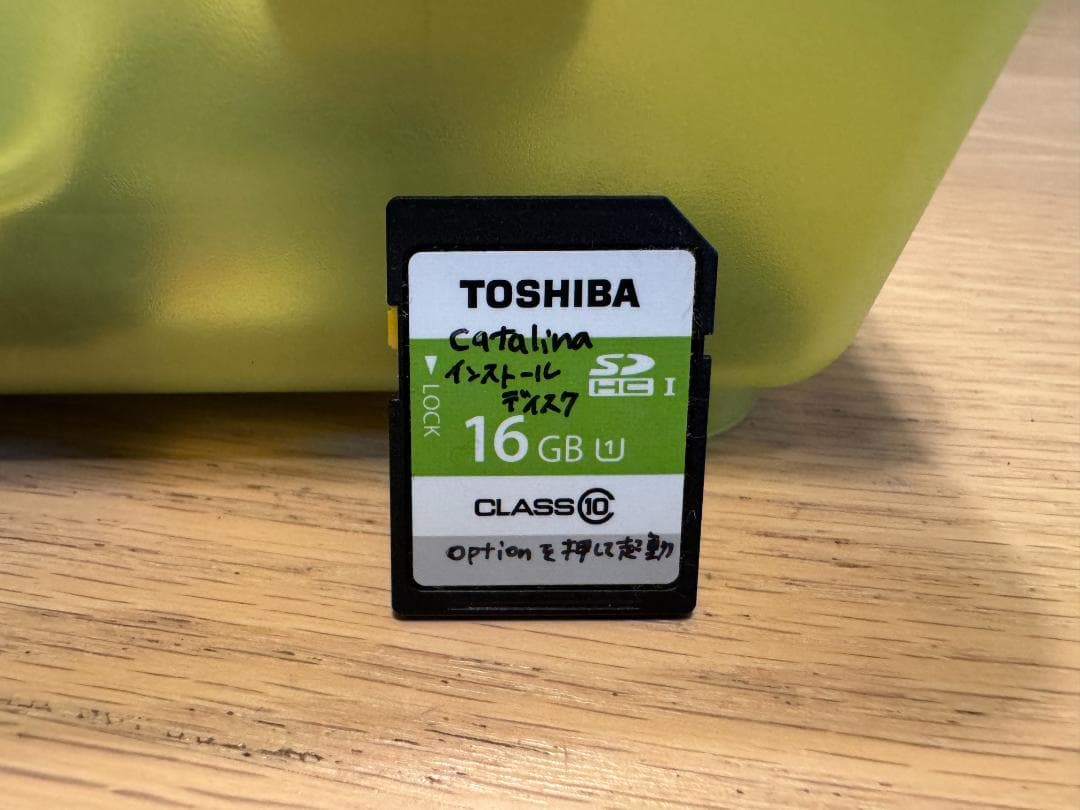 TOSHIBA
Catalina
インストール
ディスク
SD
HC I
LOCK
16 GB 1
CLASS 10
optionを押して起動